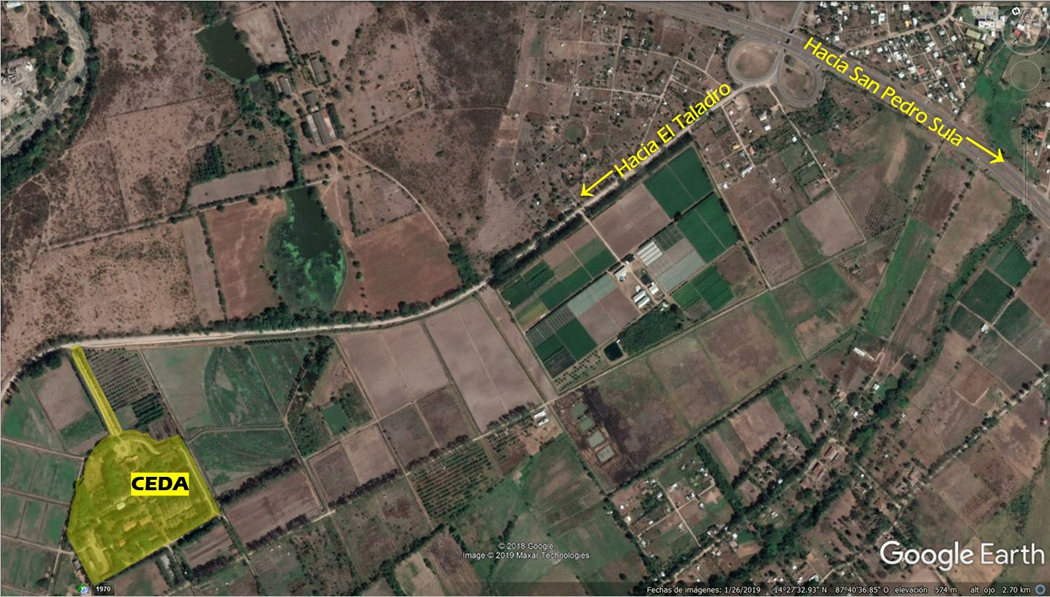 Hacia San Pedro Sula
Hacia El Taladro
CEDA
© 2018 Google
Image © 2019 Maxar Technologies
Google Earth
1970
Fechas de imágenes: 1/26/2019 14°27'32.93" N 87°40'36.85" O elevación 574 m alt. ojo 2.70 km